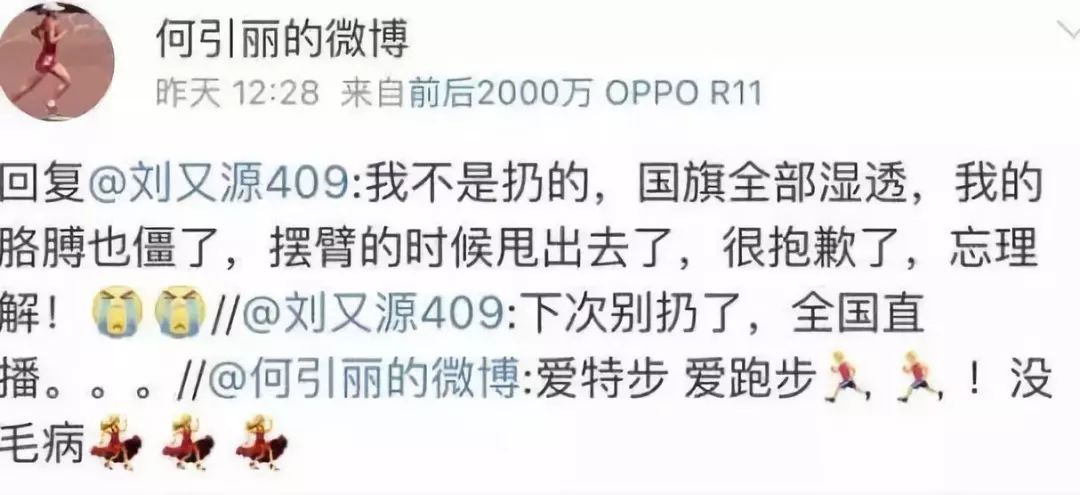 何引丽的微博
昨天 12:28 来自前后2000万 OPPO R11
回复@刘又源409:我不是扔的，国旗全部湿透，我的
胳膊也僵了，摆臂的时候甩出去了，很抱歉了，忘理
解！😭😭//@刘又源409:下次别扔了，全国直
播。。。//@何引丽的微博:爱特步 爱跑步🏃🏃！没
毛病💃💃💃